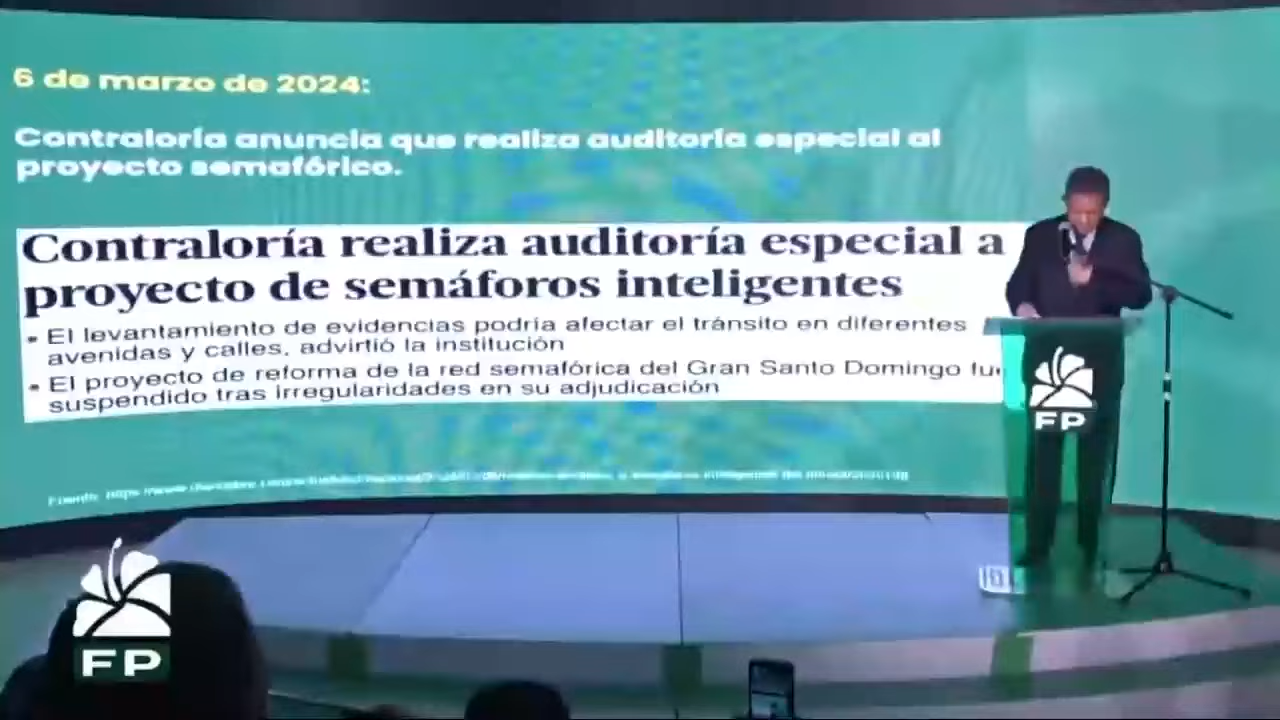 6 de marzo de 2024:
Contraloría anuncia que realiza auditoría especial al
proyecto semafórico.
Contraloría realiza auditoría especial a
proyecto de semáforos inteligentes
• El levantamiento de evidencias podría afectar el tránsito en diferentes
avenidas y calles, advirtió la institución
• El proyecto de reforma de la red semafórica del Gran Santo Domingo
suspendido tras irregularidades en su adjudicación
Fuente:
FP
FP